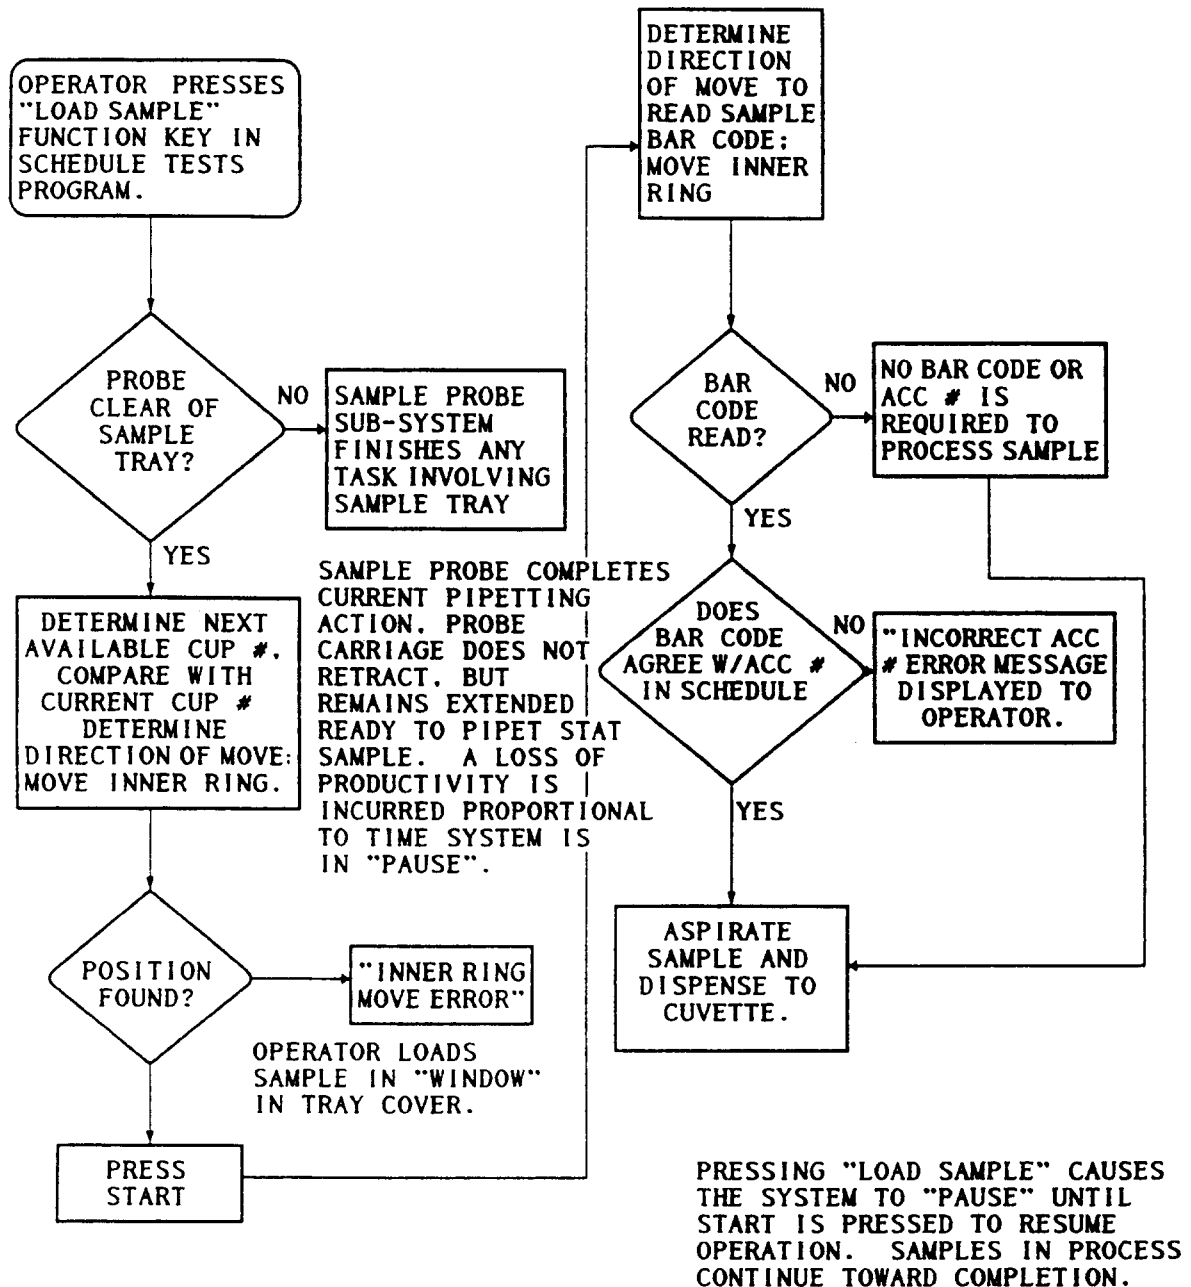 OPERATOR PRESSES
"LOAD SAMPLE"
FUNCTION KEY IN
SCHEDULE TESTS
PROGRAM.
PROBE
CLEAR OF
SAMPLE
TRAY?
NO
SAMPLE PROBE
SUB-SYSTEM
FINISHES ANY
TASK INVOLVING
SAMPLE TRAY
YES
SAMPLE PROBE COMPLETES
CURRENT PIPETTING
ACTION. PROBE
CARRIAGE DOES NOT
RETRACT. BUT
REMAINS EXTENDED
READY TO PIPET STAT
SAMPLE. A LOSS OF
PRODUCTIVITY IS
INCURRED PROPORTIONAL
TO TIME SYSTEM IS
IN "PAUSE".
DETERMINE NEXT
AVAILABLE CUP #.
COMPARE WITH
CURRENT CUP #
DETERMINE
DIRECTION OF MOVE:
MOVE INNER RING.
POSITION
FOUND?
"INNER RING
MOVE ERROR"
OPERATOR LOADS
SAMPLE IN "WINDOW"
IN TRAY COVER.
PRESS
START
DETERMINE
DIRECTION
OF MOVE TO
READ SAMPLE
BAR CODE:
MOVE INNER
RING
BAR
CODE
READ?
NO
NO BAR CODE OR
ACC # IS
REQUIRED TO
PROCESS SAMPLE
YES
DOES
BAR CODE
AGREE W/ACC #
IN SCHEDULE
NO
"INCORRECT ACC
# ERROR MESSAGE
DISPLAYED TO
OPERATOR.
YES
ASPIRATE
SAMPLE AND
DISPENSE TO
CUVETTE.
PRESSING "LOAD SAMPLE" CAUSES
THE SYSTEM TO "PAUSE" UNTIL
START IS PRESSED TO RESUME
OPERATION. SAMPLES IN PROCESS
CONTINUE TOWARD COMPLETION.